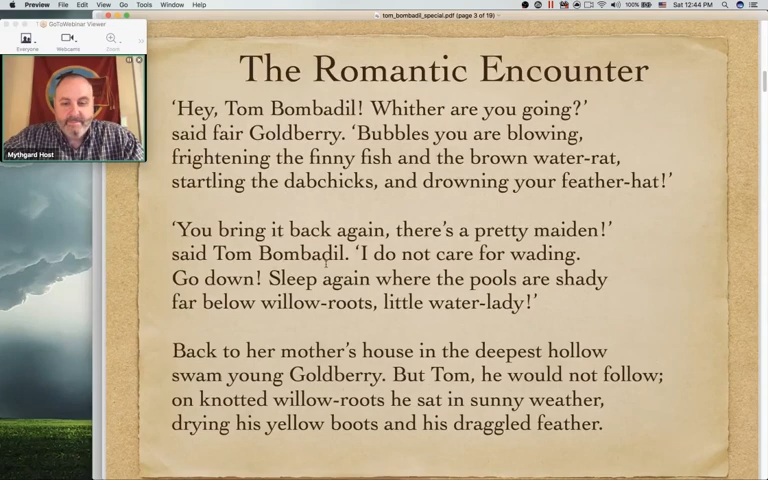 Preview File Edit View Go Tools Window Help
100% Sat 12:44 PM
tom_bombadil_special.pdf (page 3 of 19)
GoToWebinar Viewer
Everyone Webcams Zoom
Mythgard Host
The Romantic Encounter
‘Hey, Tom Bombadil! Whither are you going?’
said fair Goldberry. ‘Bubbles you are blowing,
frightening the finny fish and the brown water-rat,
startling the dabchicks, and drowning your feather-hat!’
‘You bring it back again, there’s a pretty maiden!’
said Tom Bombadil. ‘I do not care for wading.
Go down! Sleep again where the pools are shady
far below willow-roots, little water-lady!’
Back to her mother’s house in the deepest hollow
swam young Goldberry. But Tom, he would not follow;
on knotted willow-roots he sat in sunny weather,
drying his yellow boots and his draggled feather.